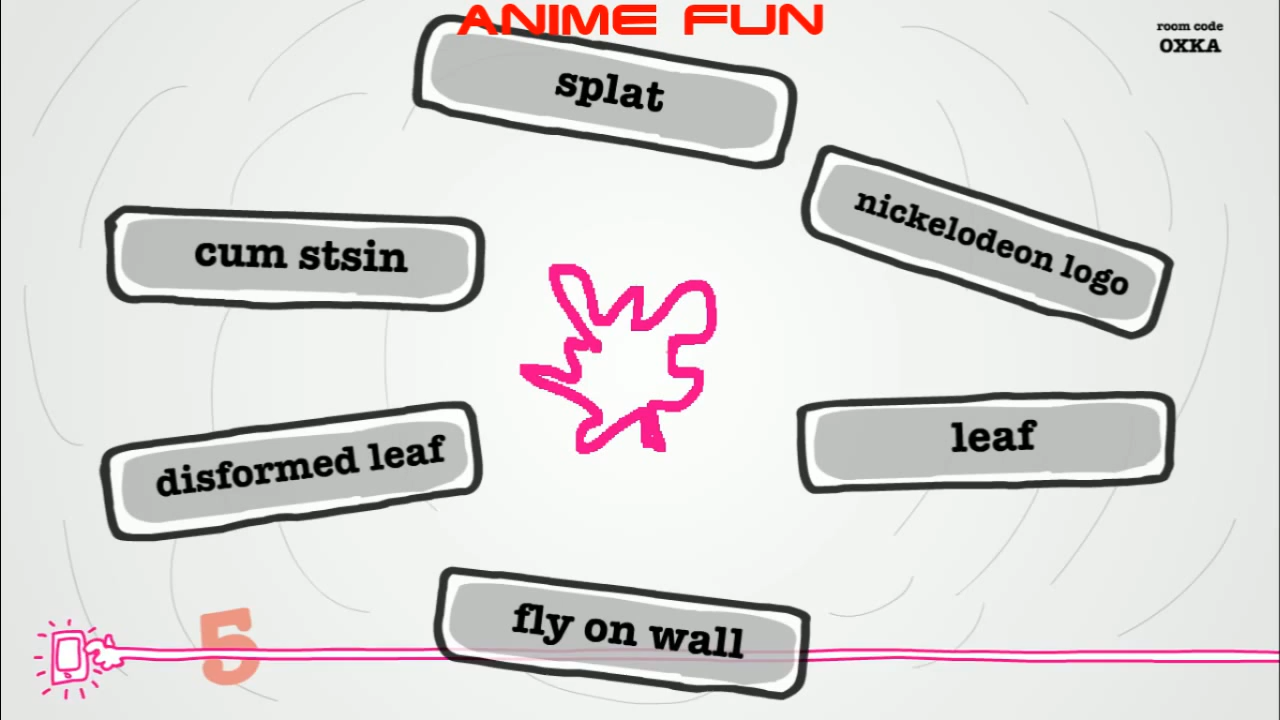 ANIME FUN
room code
OXKA
splat
nickelodeon logo
cum stsin
leaf
disformed leaf
fly on wall
5